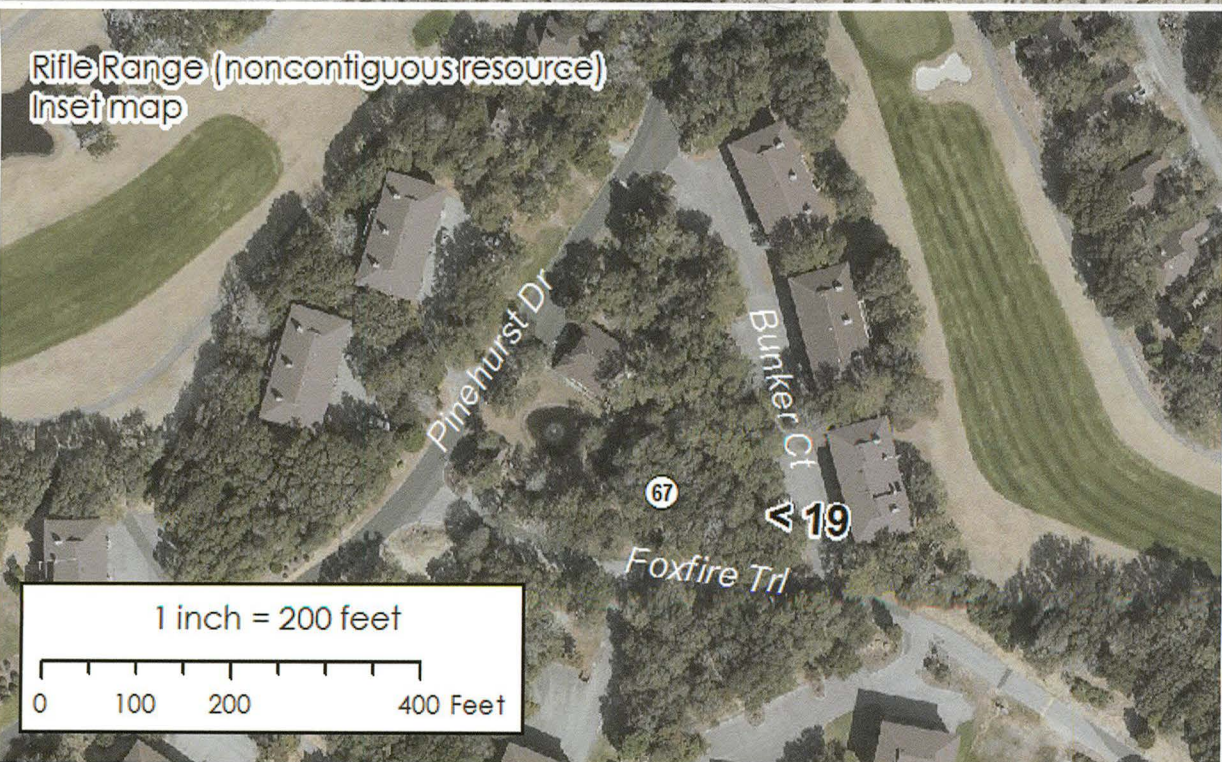 Rifle Range (noncontiguous resource)
Inset map
Pinehurst Dr
Bunker Ct
67
< 19
Foxfire Trl
1 inch = 200 feet
0 100 200 400 Feet